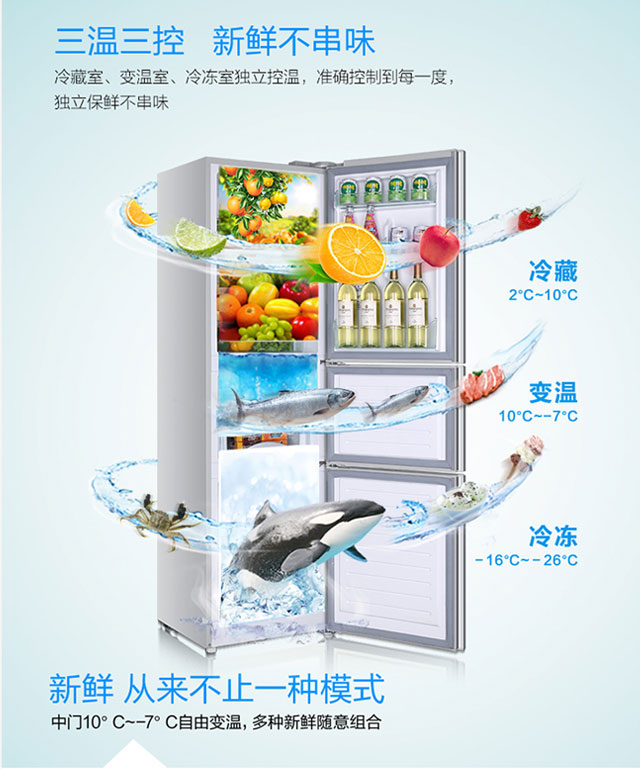 三温三控 新鲜不串味
冷藏室、变温室、冷冻室独立控温，准确控制到每一度，
独立保鲜不串味
冷藏
2°C~10°C
变温
10°C~-7°C
冷冻
-16°C~-26°C
新鲜 从来不止一种模式
中门10° C~-7° C自由变温，多种新鲜随意组合